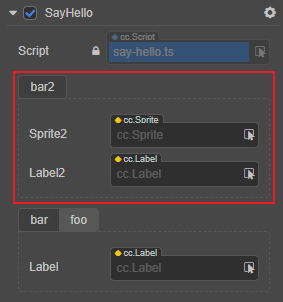 SayHello
cc.Script
Script say-hello.ts
bar2
cc.Sprite
Sprite2 cc.Sprite
cc.Label
Label2 cc.Label
bar foo
cc.Label
Label cc.Label